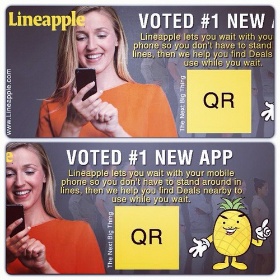 Lineapple
VOTED #1 NEW
Lineapple lets you wait with you
phone so you don't have to stand
lines, then we help you find Deals
use while you wait.
www.Lineapple.com
The Next Big Thing
QR
VOTED #1 NEW APP
Lineapple lets you wait with your mobile
phone so you don't have to stand around in
lines, then we help you find Deals nearby to
use while you wait.
The Next Big Thing
QR